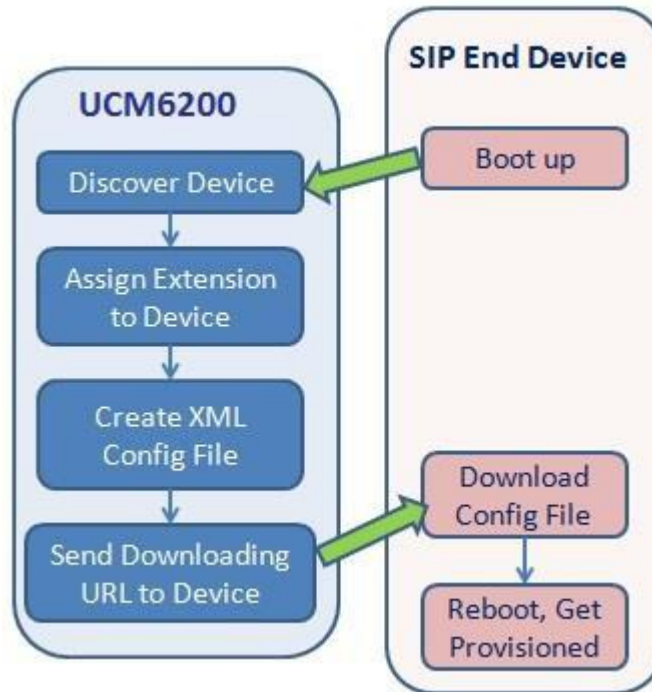 UCM6200
Discover Device
Assign Extension
to Device
Create XML
Config File
Send Downloading
URL to Device
SIP End Device
Boot up
Download
Config File
Reboot, Get
Provisioned